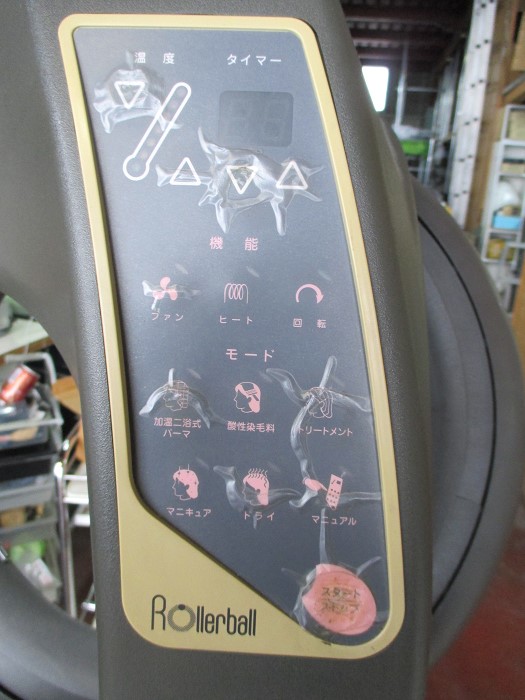 温 度 タイマー
機 能
ファン ヒート 回 転
モード
加温二浴式 酸性染毛料 トリートメント
パーマ
マニキュア ドライ マニュアル
スタート
ストップ
Rollerball